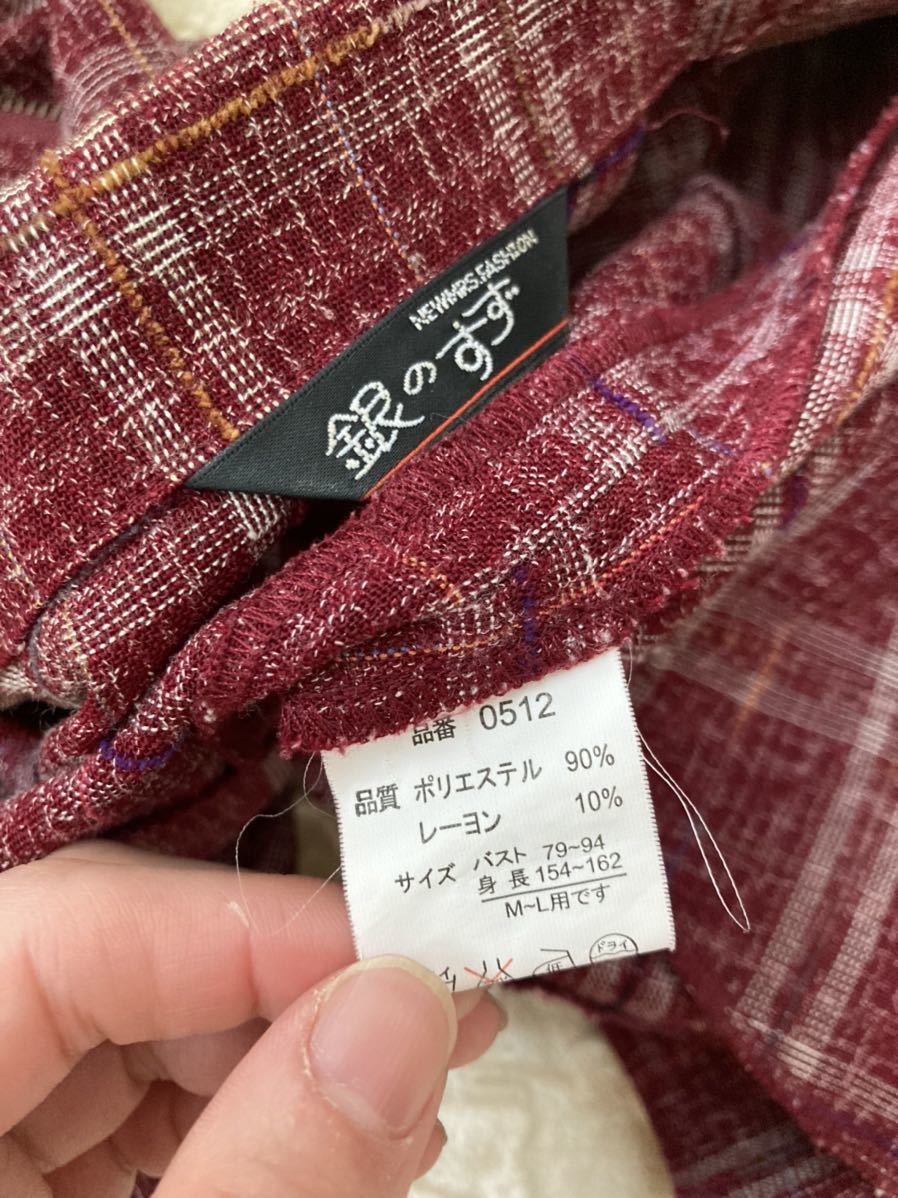 NEWMRS.FASHION
銀のすず
品番 0512
品質 ポリエステル 90%
レーヨン 10%
サイズ バスト 79~94
身長 154~162
M~L用です
低 ドライ